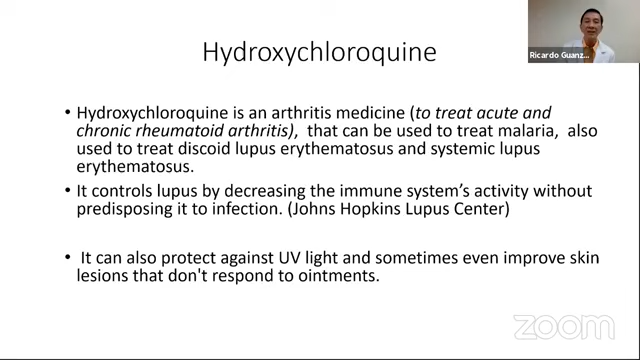 Ricardo Guanz...
Hydroxychloroquine
• Hydroxychloroquine is an arthritis medicine (to treat acute and
chronic rheumatoid arthritis), that can be used to treat malaria, also
used to treat discoid lupus erythematosus and systemic lupus
erythematosus.
• It controls lupus by decreasing the immune system's activity without
predisposing it to infection. (Johns Hopkins Lupus Center)
• It can also protect against UV light and sometimes even improve skin
lesions that don't respond to ointments.
zoom